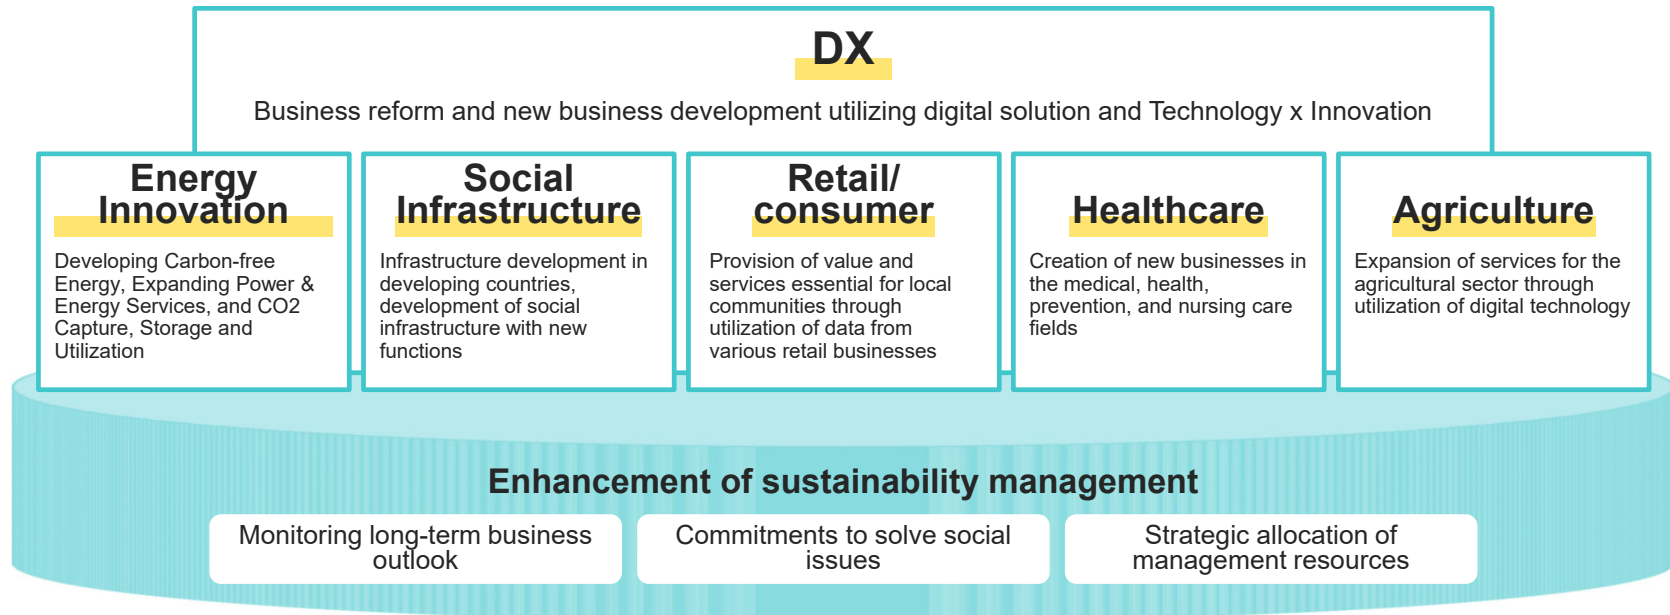 DX
Business reform and new business development utilizing digital solution and Technology x Innovation
Energy
Innovation
Developing Carbon-free
Energy, Expanding Power &
Energy Services, and CO2
Capture, Storage and
Utilization
Social
Infrastructure
Infrastructure development in
developing countries,
development of social
infrastructure with new
functions
Retail/
consumer
Provision of value and
services essential for local
communities through
utilization of data from
various retail businesses
Healthcare
Creation of new businesses in
the medical, health,
prevention, and nursing care
fields
Agriculture
Expansion of services for the
agricultural sector through
utilization of digital technology
Enhancement of sustainability management
Monitoring long-term business
outlook
Commitments to solve social
issues
Strategic allocation of
management resources